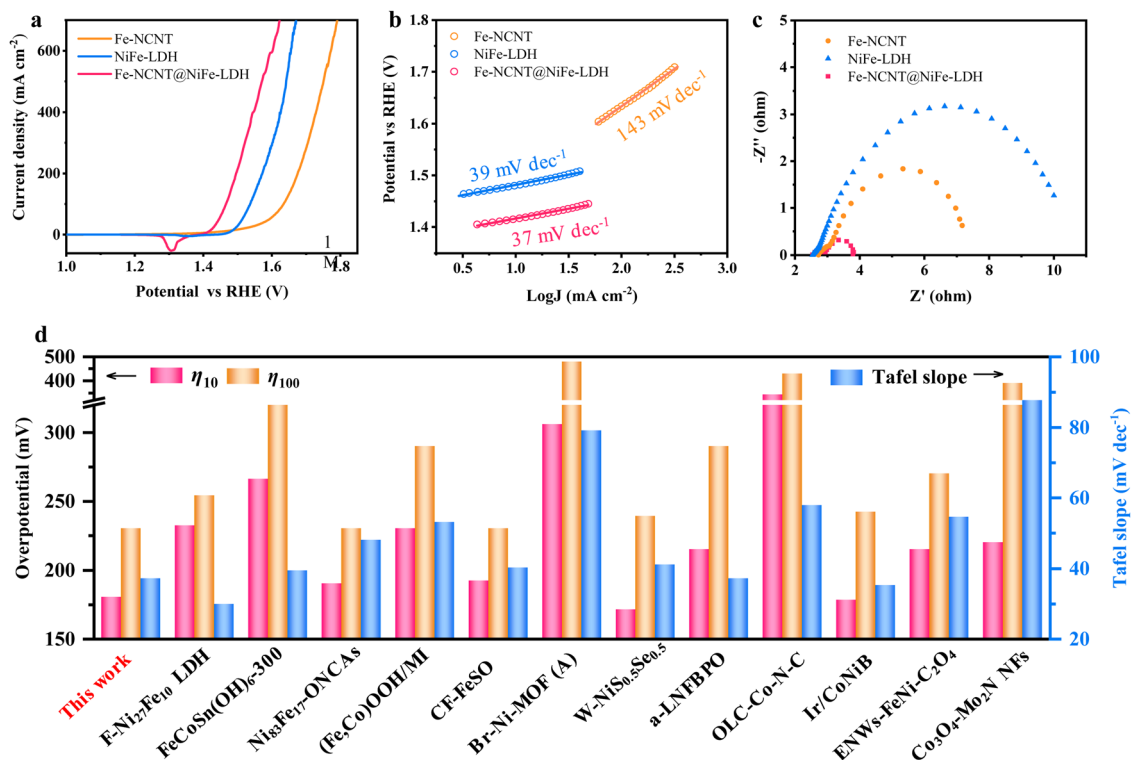 a
Fe-NCNT
NiFe-LDH
Fe-NCNT@NiFe-LDH
Current density (mA cm⁻²)
600
400
200
0
1.0
1.2
1.4
1.6
1.8
1
M
Potential vs RHE (V)
b
Fe-NCNT
NiFe-LDH
Fe-NCNT@NiFe-LDH
Potential vs RHE (V)
1.8
1.7
1.6
1.5
1.4
143 mV dec⁻¹
39 mV dec⁻¹
37 mV dec⁻¹
0.5
1.0
1.5
2.0
2.5
3.0
LogJ (mA cm⁻²)
c
Fe-NCNT
NiFe-LDH
Fe-NCNT@NiFe-LDH
-Z'' (ohm)
5
4
3
2
1
0
2
4
6
8
10
Z' (ohm)
d
η₁₀
η₁₀₀
Tafel slope
Overpotential (mV)
500
400
300
250
200
150
Tafel slope (mV dec⁻¹)
100
80
60
40
20
This work
F-Ni₂₇Fe₁₀ LDH
FeCoSn(OH)₆-300
Ni₈₃Fe₁₇-ONCAs
(Fe,Co)OOH/MI
CF-FeSO
Br-Ni-MOF (A)
W-NiS₀.₅Se₀.₅
a-LNFBPO
OLC-Co-N-C
Ir/CoNiB
ENWs-FeNi-C₂O₄
Co₃O₄-Mo₂N NFs